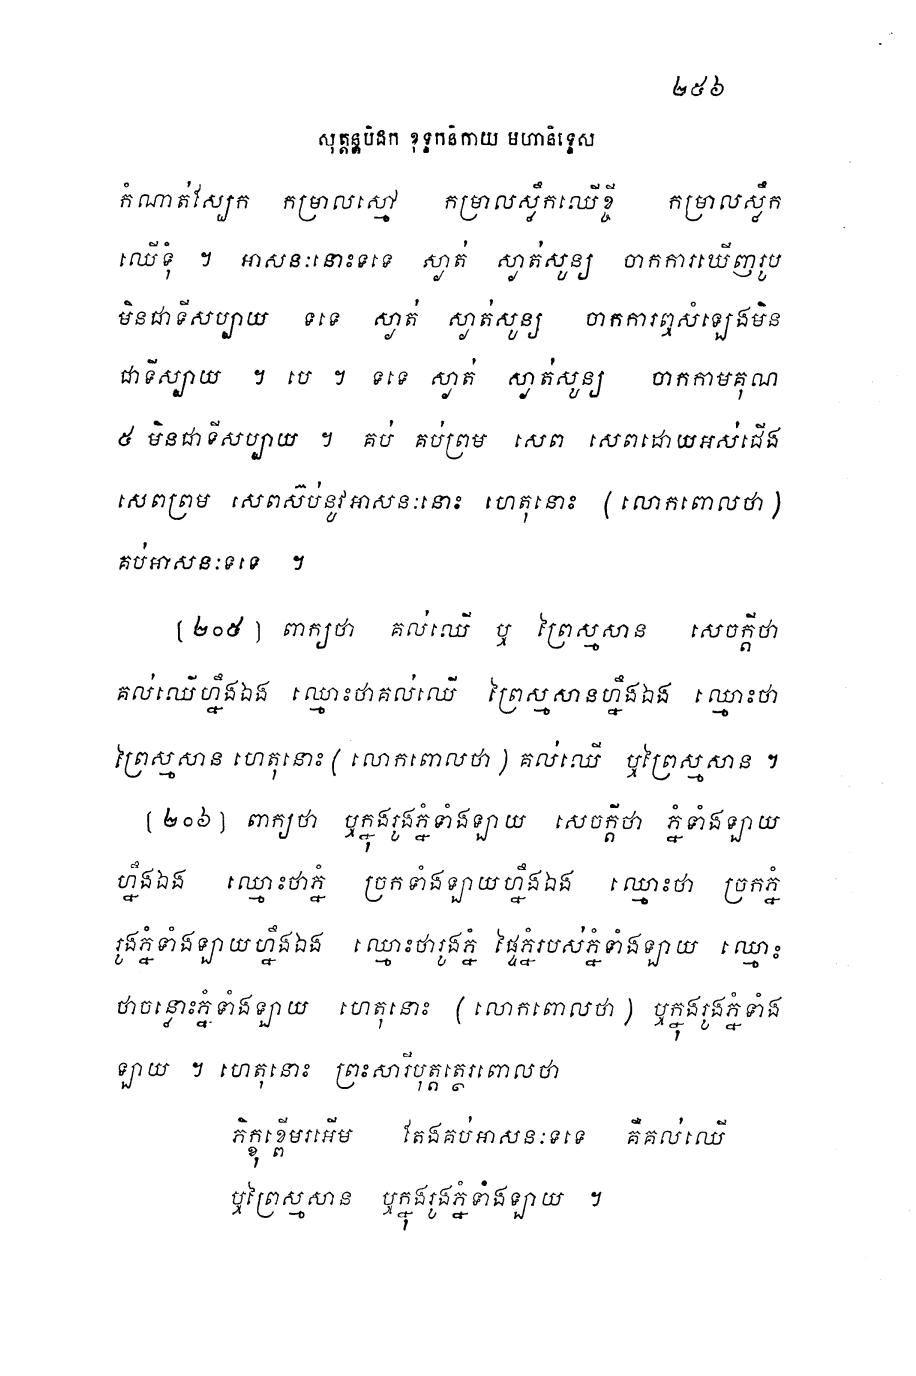 ២៥៦
សុត្តន្តបិដក ខុទ្ទកនិកាយ មហានិទ្ទេស
កំណាត់ស្បែក កម្រាលស្មៅ កម្រាលស្លឹកឈើខ្ចី កម្រាលស្លឹក
ឈើទុំ ។ អាសនៈនោះទទេ ស្ងាត់ ស្ងាត់សូន្យ ចាកការឃើញរូប
មិនជាទីសប្បាយ ទទេ ស្ងាត់ ស្ងាត់សូន្យ ចាកការឮសំឡេងមិន
ជាទីស្បាយ ។ បេ ។ ទទេ ស្ងាត់ ស្ងាត់សូន្យ ចាកកាមគុណ
៥ មិនជាទីសប្បាយ ។ គប់ គប់ព្រម សេព សេពដោយអស់ជើង
សេពព្រម សេពស៊ប់នូវអាសនៈនោះ ហេតុនោះ (លោកពោលថា)
គប់អាសនៈទទេ ។
[២០៥] ពាក្យថា គល់ឈើ ឬ ព្រៃស្មសាន សេចក្តីថា
គល់ឈើហ្នឹងឯង ឈ្មោះថាគល់ឈើ ព្រៃស្មសានហ្នឹងឯង ឈ្មោះថា
ព្រៃស្មសាន ហេតុនោះ (លោកពោលថា) គល់ឈើ ឬព្រៃស្មសាន ។
[២០៦] ពាក្យថា ឬក្នុងរូងភ្នំទាំងឡាយ សេចក្តីថា ភ្នំទាំងឡាយ
ហ្នឹងឯង ឈ្មោះថាភ្នំ ច្រកទាំងឡាយហ្នឹងឯង ឈ្មោះថា ច្រកភ្នំ
រូងភ្នំទាំងឡាយហ្នឹងឯង ឈ្មោះថារូងភ្នំ ផ្ទៃភ្នំរបស់ភ្នំទាំងឡាយ ឈ្មោះ
ថាចន្លោះភ្នំទាំងឡាយ ហេតុនោះ (លោកពោលថា) ឬក្នុងរូងភ្នំទាំង
ឡាយ ។ ហេតុនោះ ព្រះសារីបុត្តត្ថេរពោលថា
ភិក្ខុខ្ពើមរអើម តែងគប់អាសនៈទទេ គឺគល់ឈើ
ឬព្រៃស្មសាន ឬក្នុងរូងភ្នំទាំងឡាយ ។